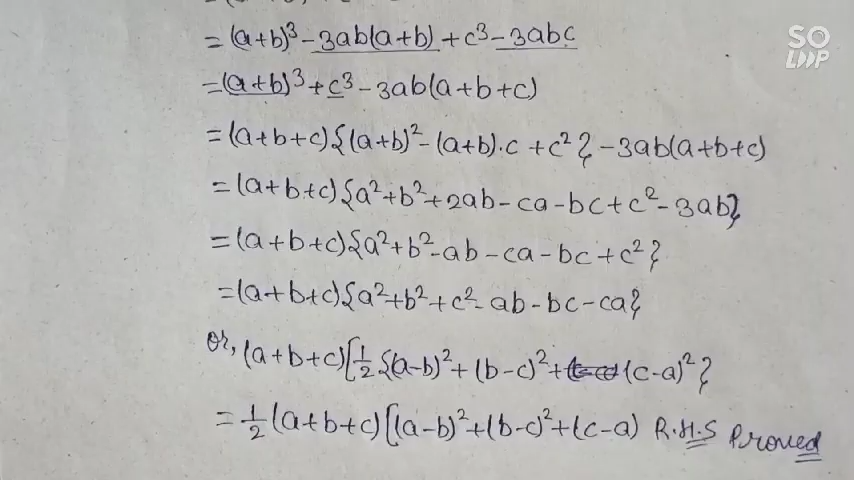 = (a+b)³ - 3ab(a+b) + c³ - 3abc
SO
LOOP
= (a+b)³ + c³ - 3ab(a+b+c)
= (a+b+c){(a+b)² - (a+b)·c + c²} - 3ab(a+b+c)
= (a+b+c){a²+b²+2ab-ca-bc+c²-3ab}
= (a+b+c){a²+b²-ab-ca-bc+c²}
= (a+b+c){a²+b²+c²-ab-bc-ca}
or, (a+b+c)[½{(a-b)²+(b-c)²+(c-a)²}
= ½(a+b+c)[(a-b)²+(b-c)²+(c-a) R.H.S Proved